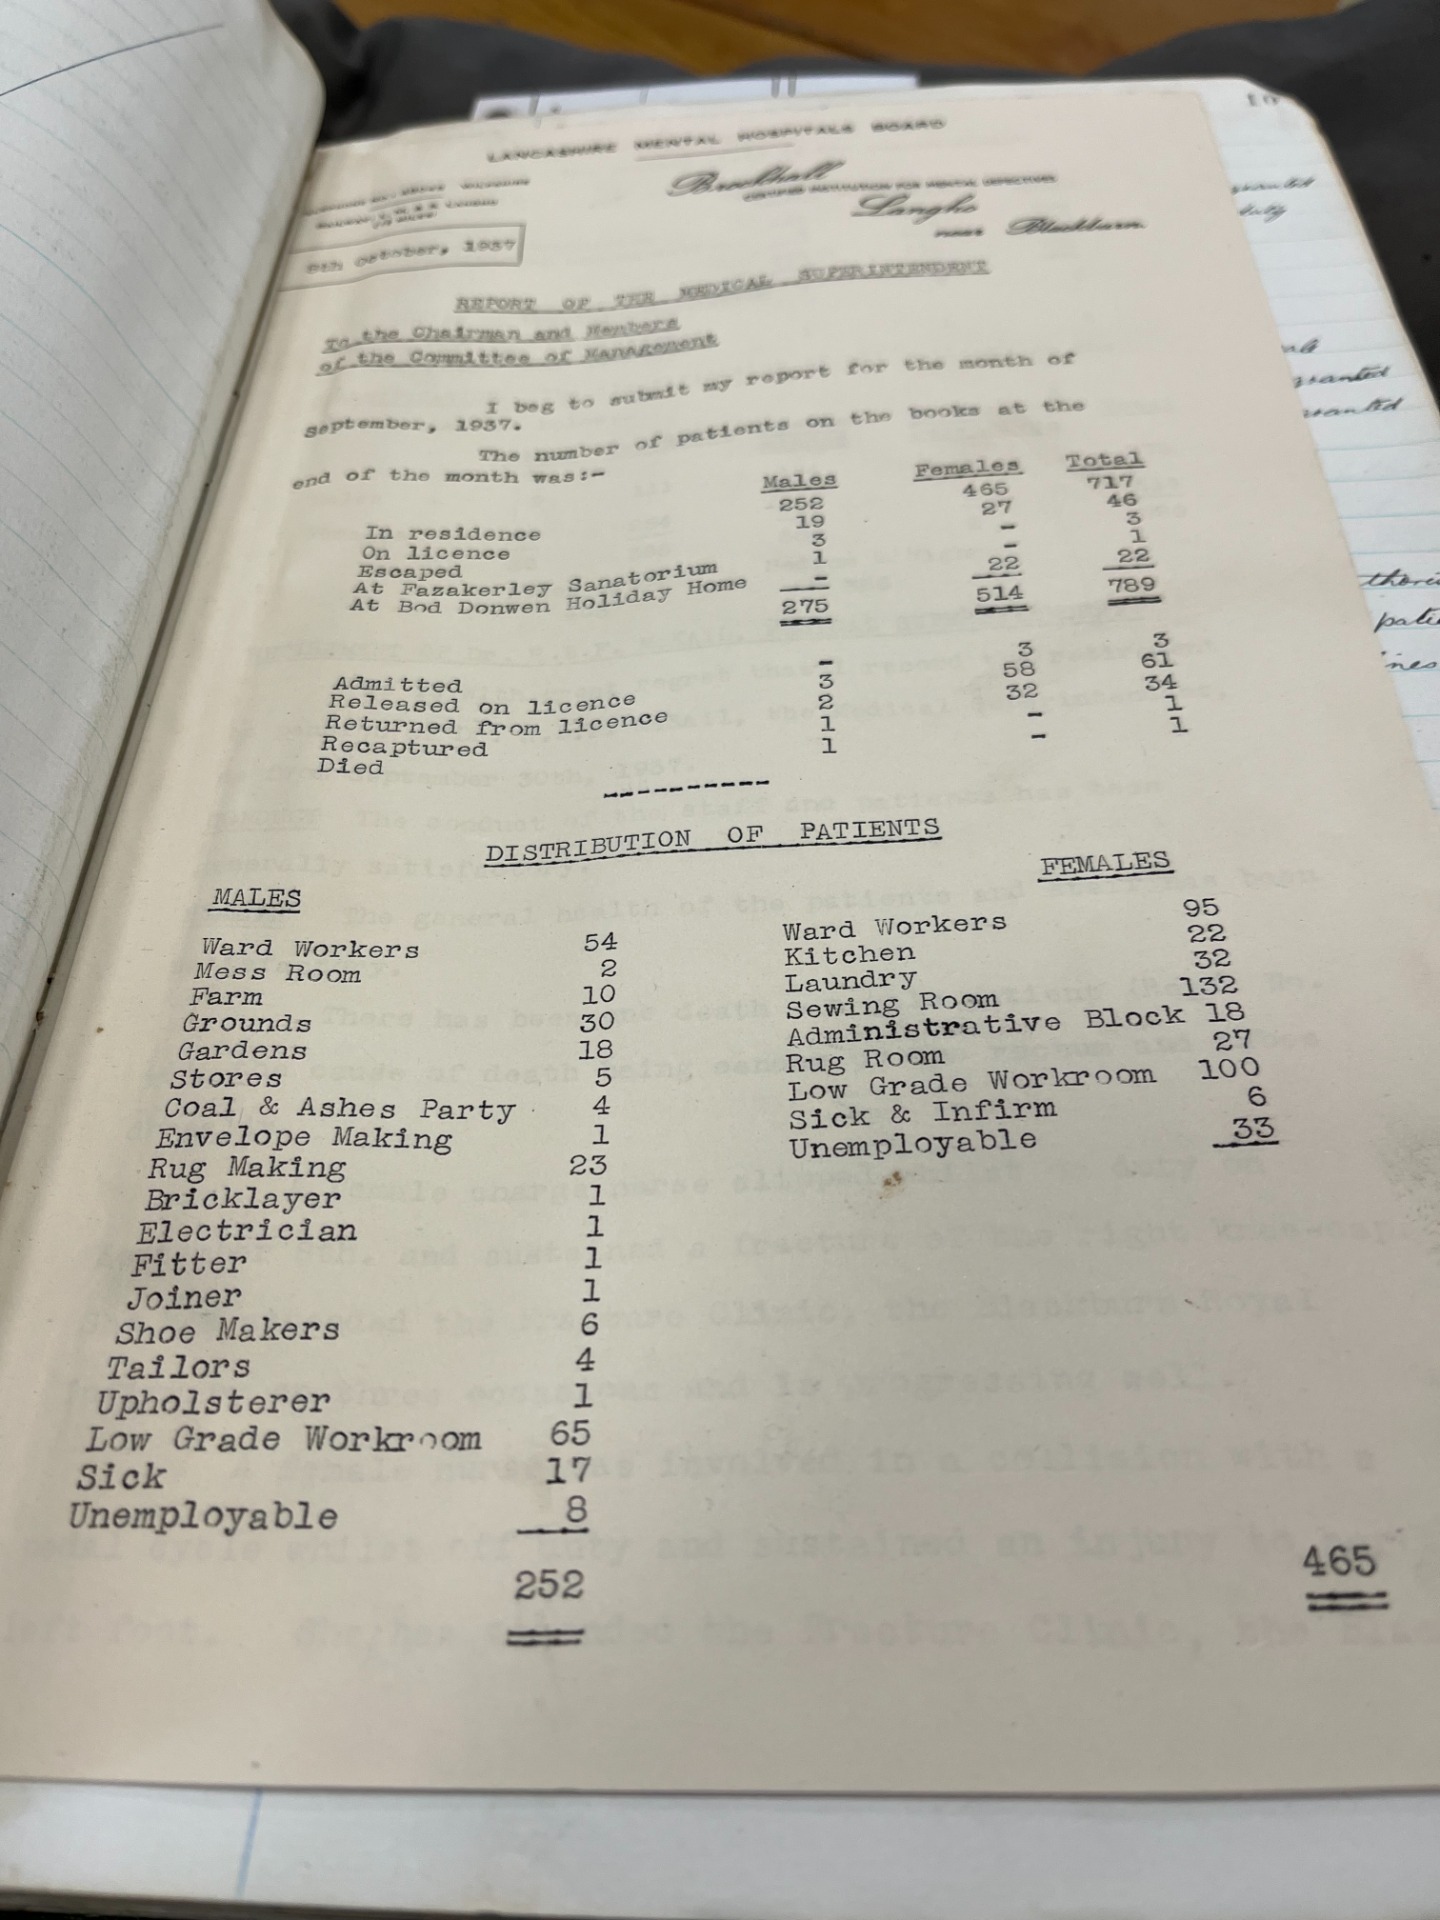 LANCASHIRE MENTAL HOSPITALS BOARD
Brockhall
CERTIFIED INSTITUTION FOR MENTAL DEFECTIVES
Langho
near Blackburn.
8th October, 1937
REPORT OF THE MEDICAL SUPERINTENDENT
To the Chairman and Members
of the Committee of Management
I beg to submit my report for the month of
September, 1937.
The number of patients on the books at the
end of the month was:-
Males Females Total
In residence 252 465 717
On licence 19 27 46
Escaped 3 - 3
At Fazakerley Sanatorium 1 - 1
At Bod Donwen Holiday Home - 22 22
275 514 789
Admitted - 3 3
Released on licence 3 58 61
Returned from licence 2 32 34
Recaptured 1 - 1
Died 1 - 1
----------
DISTRIBUTION OF PATIENTS
MALES
Ward Workers 54
Mess Room 2
Farm 10
Grounds 30
Gardens 18
Stores 5
Coal & Ashes Party 4
Envelope Making 1
Rug Making 23
Bricklayer 1
Electrician 1
Fitter 1
Joiner 1
Shoe Makers 6
Tailors 4
Upholsterer 1
Low Grade Workroom 65
Sick 17
Unemployable 8
252
FEMALES
Ward Workers 95
Kitchen 22
Laundry 32
Sewing Room 132
Administrative Block 18
Rug Room 27
Low Grade Workroom 100
Sick & Infirm 6
Unemployable 33
465
granted